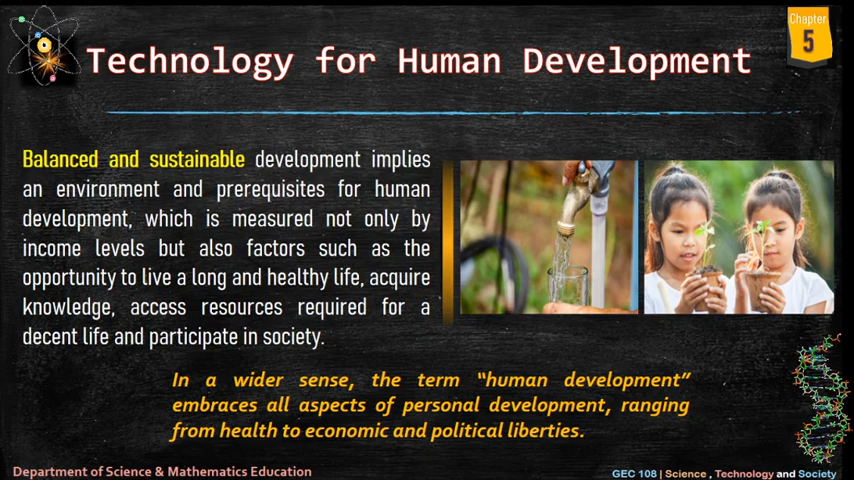 Chapter
5
Technology for Human Development
Balanced and sustainable development implies
an environment and prerequisites for human
development, which is measured not only by
income levels but also factors such as the
opportunity to live a long and healthy life, acquire
knowledge, access resources required for a
decent life and participate in society.
In a wider sense, the term “human development”
embraces all aspects of personal development, ranging
from health to economic and political liberties.
Department of Science & Mathematics Education
GEC 108 | Science , Technology and Society